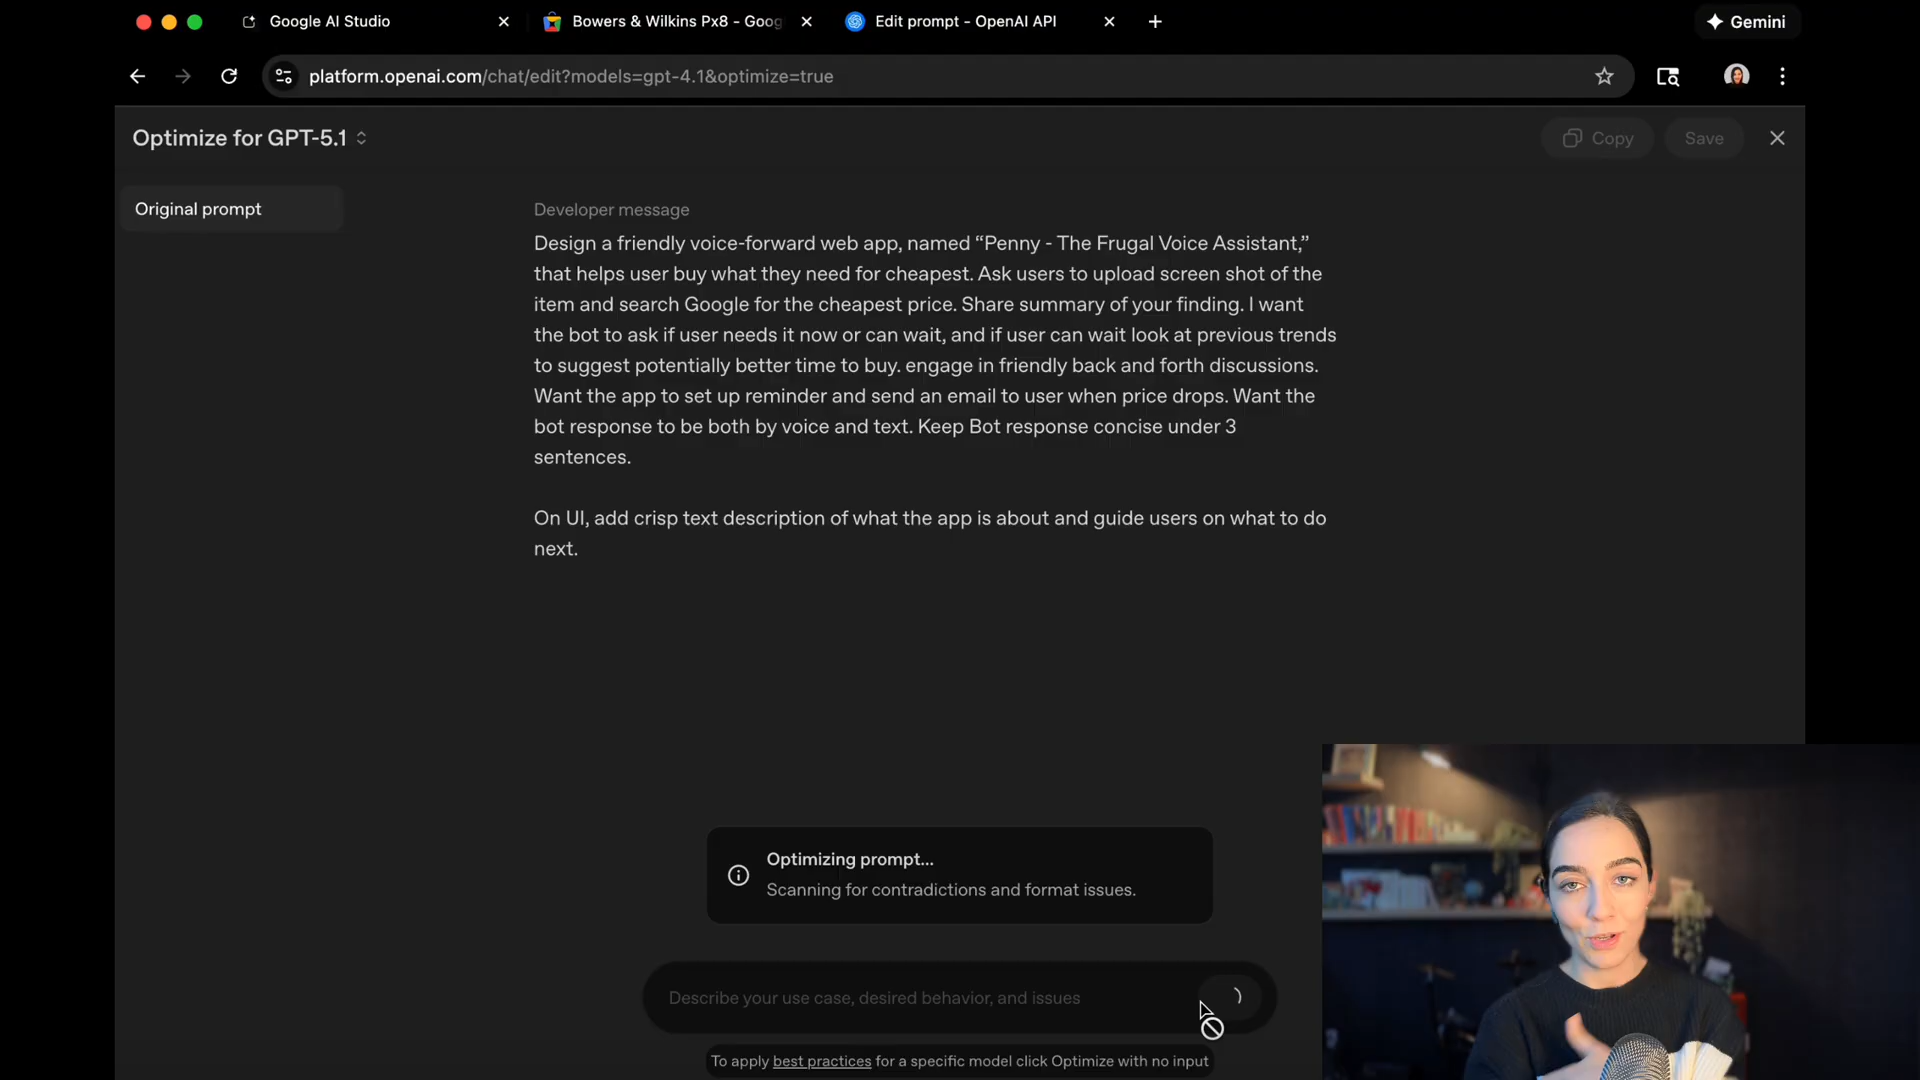 Google AI Studio
Bowers & Wilkins Px8 - Goog
Edit prompt - OpenAI API
Gemini
platform.openai.com/chat/edit?models=gpt-4.1&optimize=true
Optimize for GPT-5.1
Copy
Save
Original prompt
Developer message
Design a friendly voice-forward web app, named “Penny - The Frugal Voice Assistant,”
that helps user buy what they need for cheapest. Ask users to upload screen shot of the
item and search Google for the cheapest price. Share summary of your finding. I want
the bot to ask if user needs it now or can wait, and if user can wait look at previous trends
to suggest potentially better time to buy. engage in friendly back and forth discussions.
Want the app to set up reminder and send an email to user when price drops. Want the
bot response to be both by voice and text. Keep Bot response concise under 3
sentences.
On UI, add crisp text description of what the app is about and guide users on what to do
next.
Optimizing prompt...
Scanning for contradictions and format issues.
Describe your use case, desired behavior, and issues
To apply best practices for a specific model click Optimize with no input